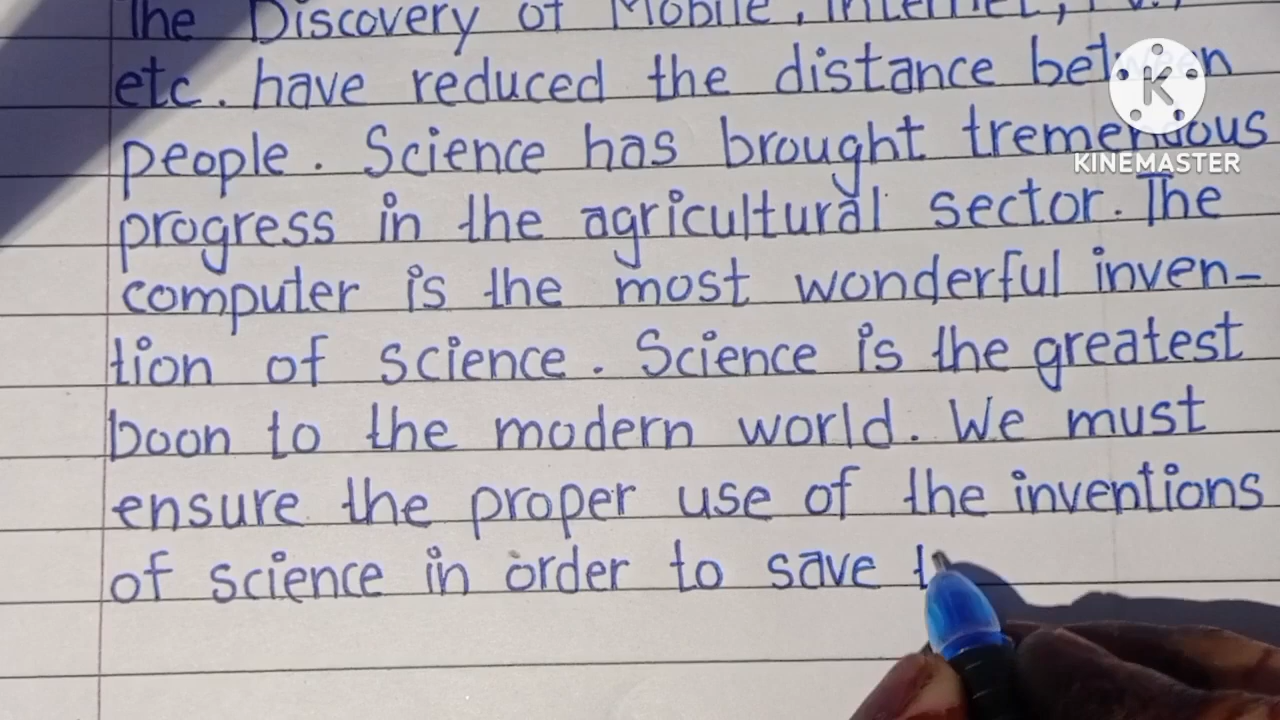 The Discovery of Mobile, Internet, T.V.,
etc. have reduced the distance between
people. Science has brought tremendous
progress in the agricultural sector. The
computer is the most wonderful inven-
tion of science. Science is the greatest
boon to the modern world. We must
ensure the proper use of the inventions
of science in order to save t
K
KINEMASTER